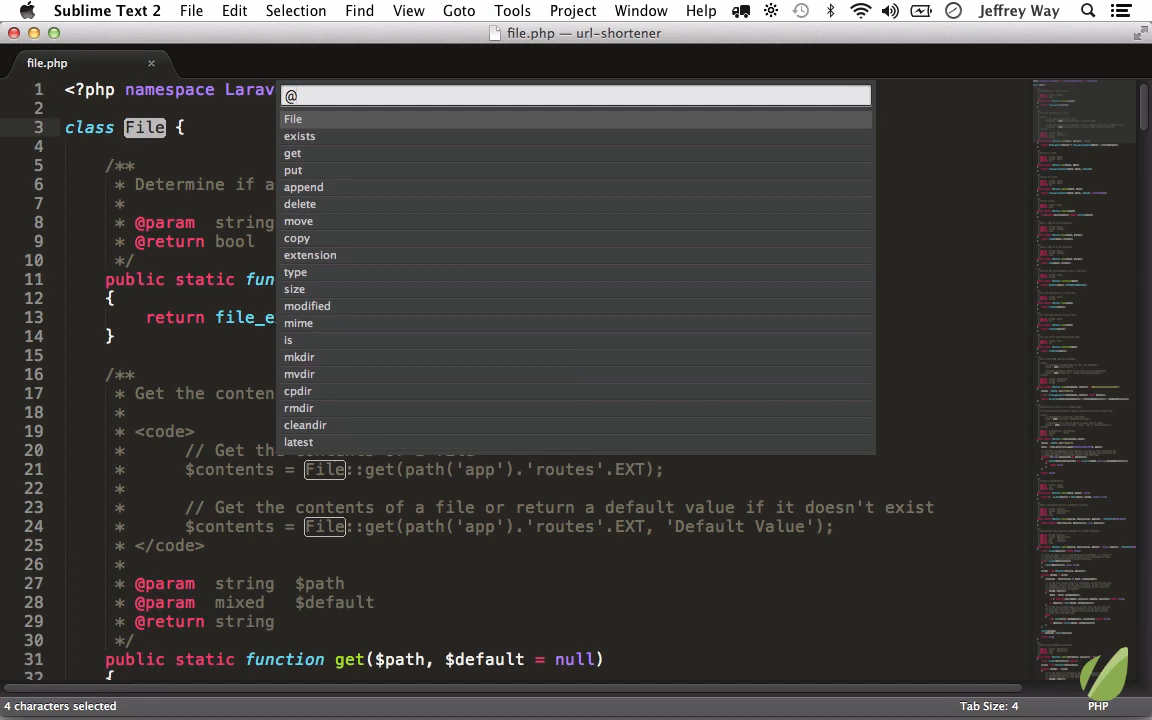 Sublime Text 2 File Edit Selection Find View Goto Tools Project Window Help Jeffrey Way
file.php — url-shortener
file.php ×
@
File
exists
get
put
append
delete
move
copy
extension
type
size
modified
mime
is
mkdir
mvdir
cpdir
rmdir
cleandir
latest
1 <?php namespace Larav
2
3 class File {
4
5 /**
6 * Determine if a
7 *
8 * @param string
9 * @return bool
10 */
11 public static fun
12 {
13 return file_e
14 }
15
16 /**
17 * Get the conten
18 *
19 * <code>
20 // Get the contents of a file
21 $contents = File::get(path('app').'routes'.EXT);
22 *
23 * // Get the contents of a file or return a default value if it doesn't exist
24 * $contents = File::get(path('app').'routes'.EXT, 'Default Value');
25 * </code>
26 *
27 * @param string $path
28 * @param mixed $default
29 * @return string
30 */
31 public static function get($path, $default = null)
32 {
4 characters selected Tab Size: 4 PHP